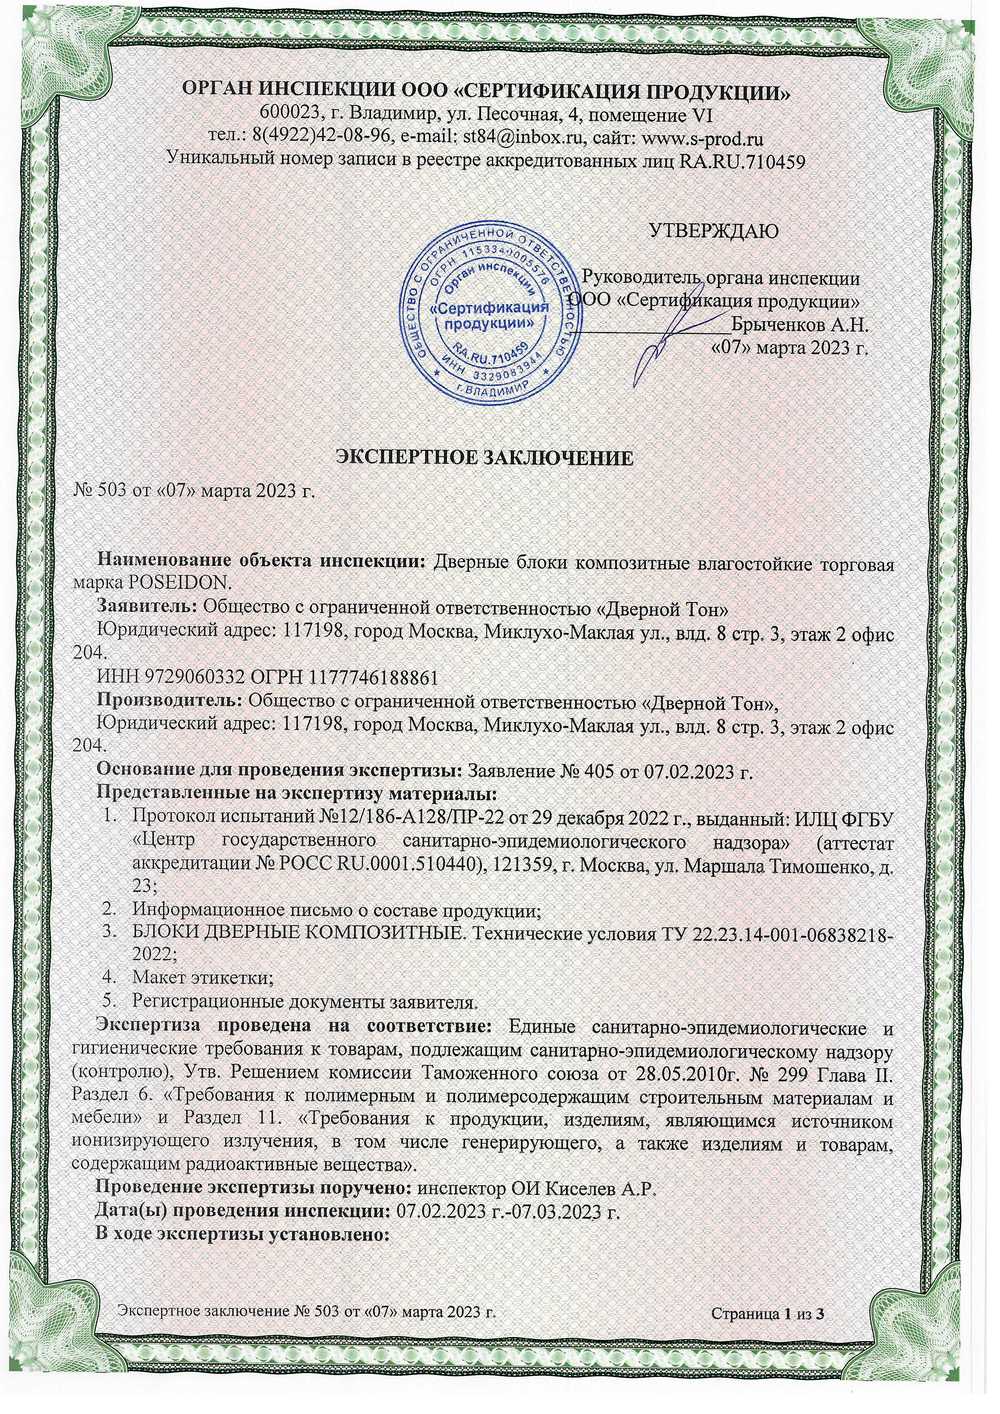 ОРГАН ИНСПЕКЦИИ ООО «СЕРТИФИКАЦИЯ ПРОДУКЦИИ»
600023, г. Владимир, ул. Песочная, 4, помещение VI
тел.: 8(4922)42-08-96, e-mail: st84@inbox.ru, сайт: www.s-prod.ru
Уникальный номер записи в реестре аккредитованных лиц RA.RU.710459
УТВЕРЖДАЮ
Руководитель органа инспекции
ООО «Сертификация продукции»
Брыченков А.Н.
«07» марта 2023 г.
ОБЩЕСТВО С ОГРАНИЧЕННОЙ ОТВЕТСТВЕННОСТЬЮ
ОГРН 1153340005576
Орган инспекции
«Сертификация
продукции»
RA.RU.710459
ИНН 3329083944
г.ВЛАДИМИР
ЭКСПЕРТНОЕ ЗАКЛЮЧЕНИЕ
№ 503 от «07» марта 2023 г.
Наименование объекта инспекции: Дверные блоки композитные влагостойкие торговая
марка POSEIDON.
Заявитель: Общество с ограниченной ответственностью «Дверной Тон»
Юридический адрес: 117198, город Москва, Миклухо-Маклая ул., влд. 8 стр. 3, этаж 2 офис
204.
ИНН 9729060332 ОГРН 1177746188861
Производитель: Общество с ограниченной ответственностью «Дверной Тон»,
Юридический адрес: 117198, город Москва, Миклухо-Маклая ул., влд. 8 стр. 3, этаж 2 офис
204.
Основание для проведения экспертизы: Заявление № 405 от 07.02.2023 г.
Представленные на экспертизу материалы:
1. Протокол испытаний №12/186-А128/ПР-22 от 29 декабря 2022 г., выданный: ИЛЦ ФГБУ
«Центр государственного санитарно-эпидемиологического надзора» (аттестат
аккредитации № РОСС RU.0001.510440), 121359, г. Москва, ул. Маршала Тимошенко, д.
23;
2. Информационное письмо о составе продукции;
3. БЛОКИ ДВЕРНЫЕ КОМПОЗИТНЫЕ. Технические условия ТУ 22.23.14-001-06838218-
2022;
4. Макет этикетки;
5. Регистрационные документы заявителя.
Экспертиза проведена на соответствие: Единые санитарно-эпидемиологические и
гигиенические требования к товарам, подлежащим санитарно-эпидемиологическому надзору
(контролю), Утв. Решением комиссии Таможенного союза от 28.05.2010г. № 299 Глава II.
Раздел 6. «Требования к полимерным и полимерсодержащим строительным материалам и
мебели» и Раздел 11. «Требования к продукции, изделиям, являющимся источником
ионизирующего излучения, в том числе генерирующего, а также изделиям и товарам,
содержащим радиоактивные вещества».
Проведение экспертизы поручено: инспектор ОИ Киселев А.Р.
Дата(ы) проведения инспекции: 07.02.2023 г.-07.03.2023 г.
В ходе экспертизы установлено:
Экспертное заключение № 503 от «07» марта 2023 г.
Страница 1 из 3